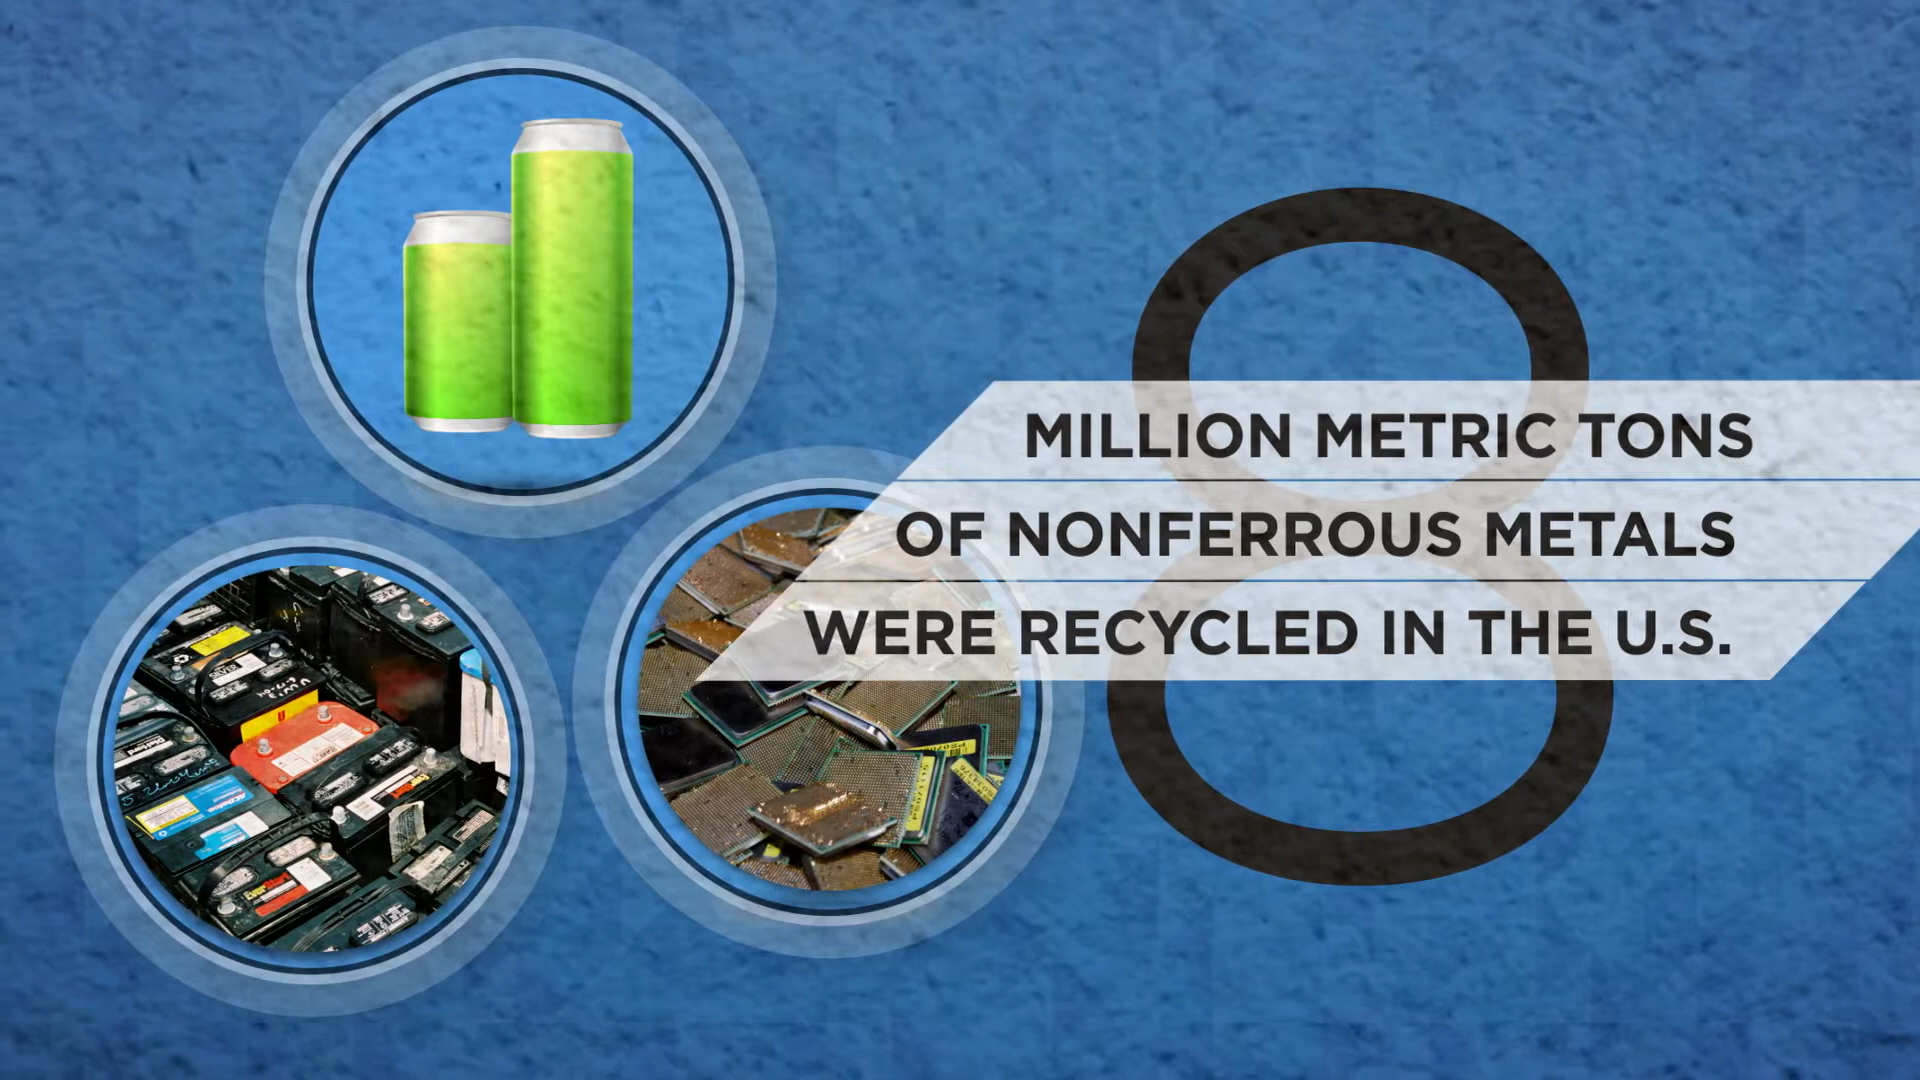 8
MILLION METRIC TONS
OF NONFERROUS METALS
WERE RECYCLED IN THE U.S.